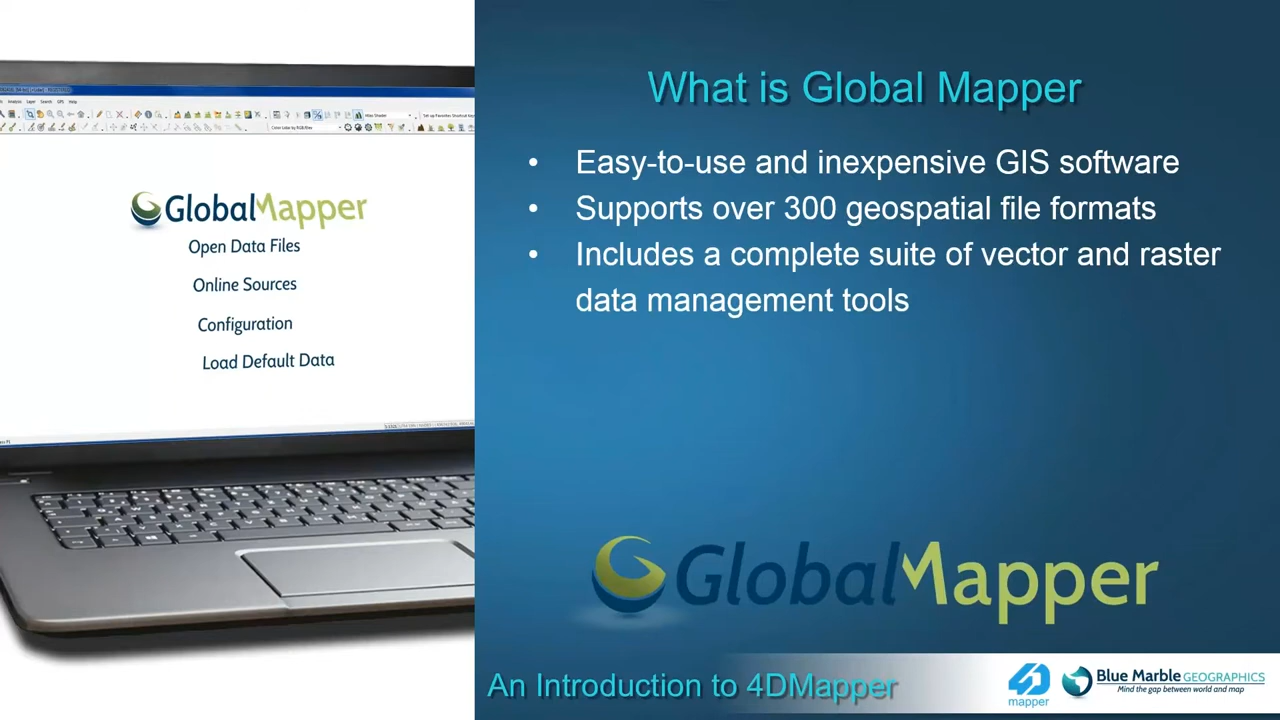 What is Global Mapper
• Easy-to-use and inexpensive GIS software
• Supports over 300 geospatial file formats
• Includes a complete suite of vector and raster
data management tools
GlobalMapper
Open Data Files
Online Sources
Configuration
Load Default Data
GlobalMapper
An Introduction to 4DMapper
4D
mapper
Blue Marble GEOGRAPHICS
Mind the gap between world and map